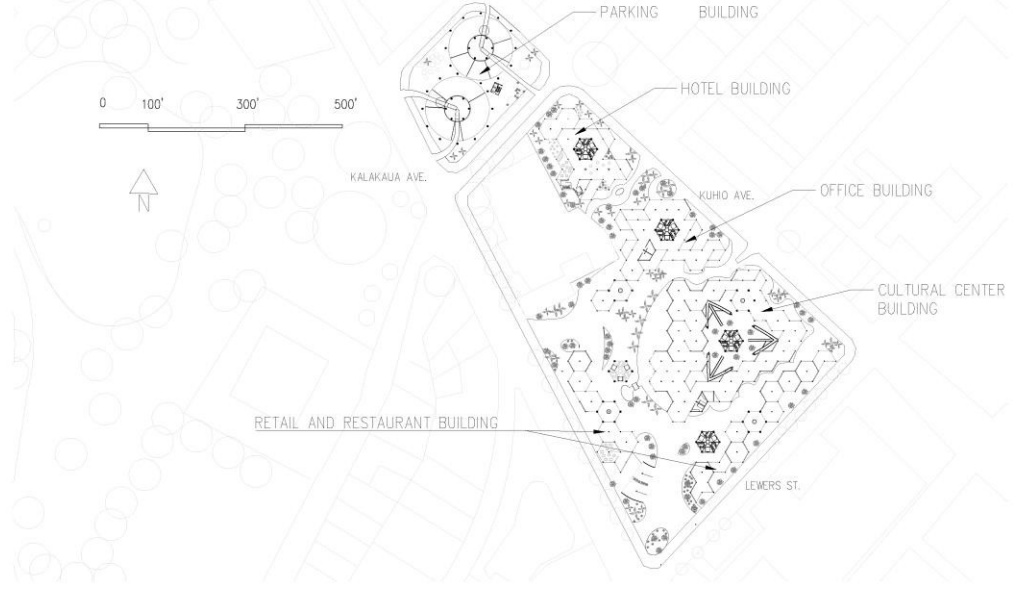 PARKING BUILDING
0 100' 300' 500'
HOTEL BUILDING
KALAKAUA AVE.
N
KUHIO AVE.
OFFICE BUILDING
CULTURAL CENTER
BUILDING
RETAIL AND RESTAURANT BUILDING
LEWERS ST.